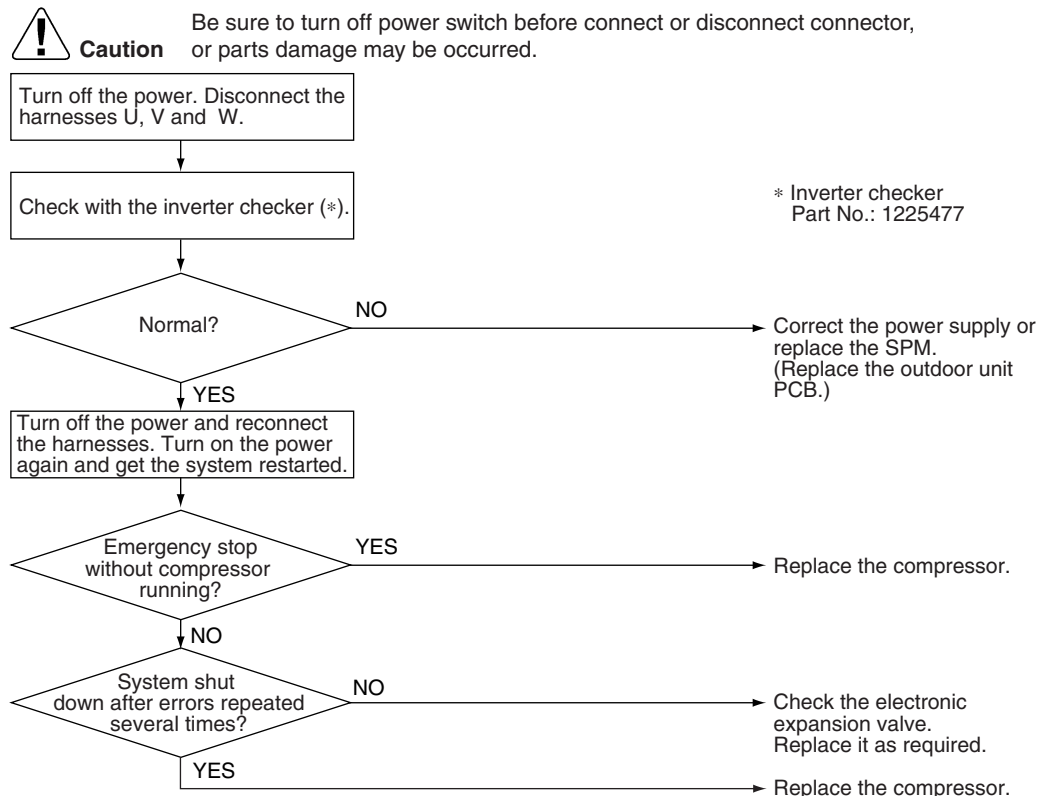 Be sure to turn off power switch before connect or disconnect connector,
Caution or parts damage may be occurred.
Turn off the power. Disconnect the
harnesses U, V and W.
Check with the inverter checker (*).
* Inverter checker
Part No.: 1225477
Normal?
NO
Correct the power supply or
replace the SPM.
(Replace the outdoor unit
PCB.)
YES
Turn off the power and reconnect
the harnesses. Turn on the power
again and get the system restarted.
Emergency stop
without compressor
running?
YES
Replace the compressor.
NO
System shut
down after errors repeated
several times?
NO
Check the electronic
expansion valve.
Replace it as required.
YES
Replace the compressor.